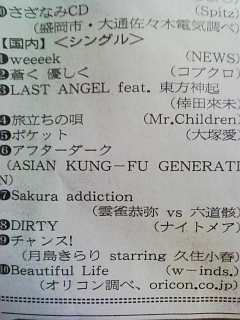 ❿さざなみCD　　(Spitz)
(盛岡市・大通佐々木電気調べ)
【国内】<シングル>
❶weeeek　　(NEWS)
❷蒼く 優しく　　(コブクロ)
❸LAST ANGEL feat. 東方神起
(倖田來未)
❹旅立ちの唄　　(Mr.Children)
❺ポケット　　(大塚愛)
❻アフターダーク
(ASIAN KUNG-FU GENERATIO
N)
❼Sakura addiction
(雲雀恭弥 vs 六道骸)
❽DIRTY　　(ナイトメア)
❾チャンス!
(月島きらり starring 久住小春)
❿Beautiful Life　　(w-inds.)
(オリコン調べ、oricon.co.jp)